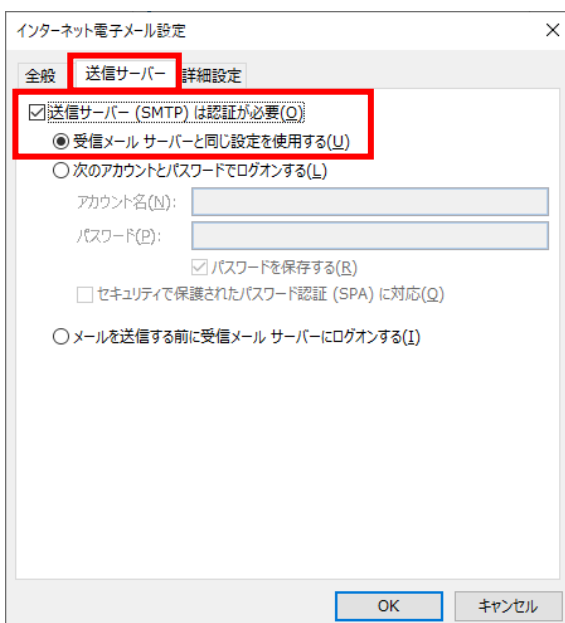 インターネット電子メール設定
全般 送信サーバー 詳細設定
送信サーバー (SMTP) は認証が必要(O)
受信メール サーバーと同じ設定を使用する(U)
次のアカウントとパスワードでログオンする(L)
アカウント名(N):
パスワード(P):
パスワードを保存する(R)
セキュリティで保護されたパスワード認証 (SPA) に対応(Q)
メールを送信する前に受信メール サーバーにログオンする(I)
OK キャンセル